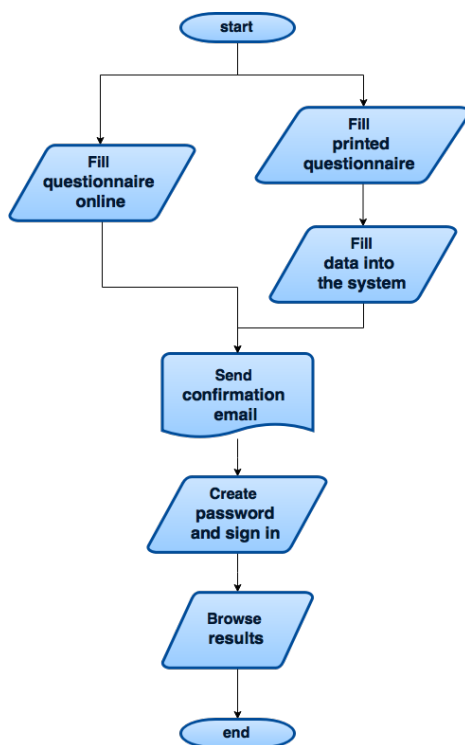 start
Fill
questionnaire
online
Fill
printed
questionnaire
Fill
data into
the system
Send
confirmation
email
Create
password
and sign in
Browse
results
end